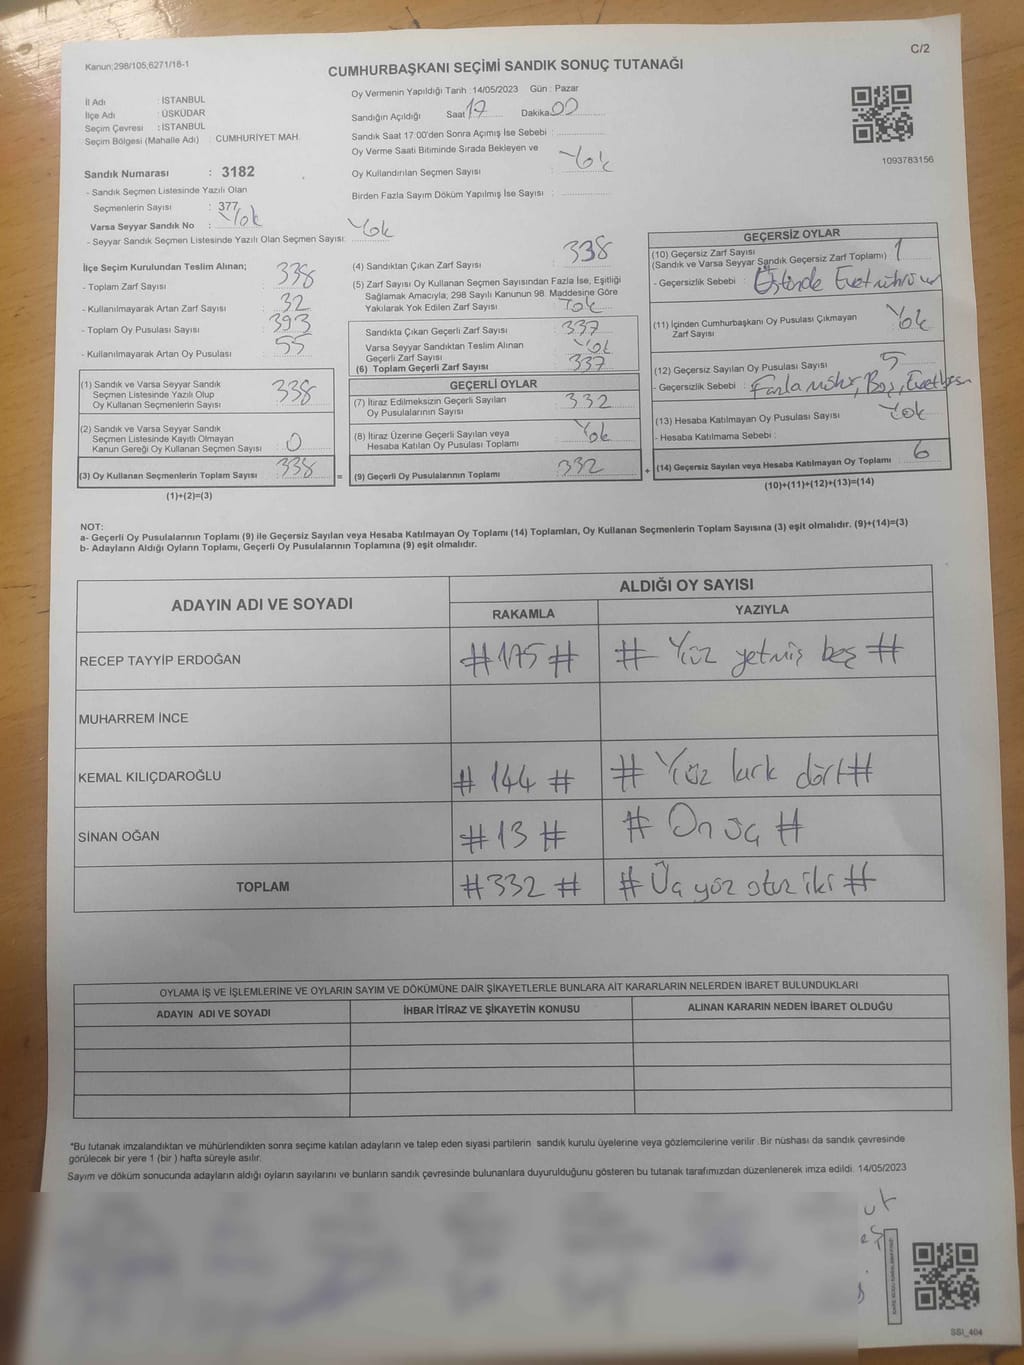 C/2
Kanun;298/105,6271/18-1
CUMHURBAŞKANI SEÇİMİ SANDIK SONUÇ TUTANAĞI
İl Adı : İSTANBUL
İlçe Adı : ÜSKÜDAR
Seçim Çevresi : İSTANBUL
Seçim Bölgesi (Mahalle Adı) : CUMHURİYET MAH.
Sandık Numarası : 3182
- Sandık Seçmen Listesinde Yazılı Olan
Seçmenlerin Sayısı : 377
Varsa Seyyar Sandık No : Yok
- Seyyar Sandık Seçmen Listesinde Yazılı Olan Seçmen Sayısı: Yok
Oy Vermenin Yapıldığı Tarih :14/05/2023 Gün : Pazar
Sandığın Açıldığı Saat 17 Dakika 00
Sandık Saat 17:00'den Sonra Açımış İse Sebebi :
Oy Verme Saati Bitiminde Sırada Bekleyen ve
Oy Kullandırılan Seçmen Sayısı : Yok
Birden Fazla Sayım Döküm Yapılmış İse Sayısı :
1093783156
İlçe Seçim Kurulundan Teslim Alınan;
- Toplam Zarf Sayısı : 338
- Kullanılmayarak Artan Zarf Sayısı : 32
- Toplam Oy Pusulası Sayısı : 393
- Kullanılmayarak Artan Oy Pusulası : 55
(1) Sandık ve Varsa Seyyar Sandık
Seçmen Listesinde Yazılı Olup
Oy Kullanan Seçmenlerin Sayısı : 338
(2) Sandık ve Varsa Seyyar Sandık
Seçmen Listesinde Kayıtlı Olmayan
Kanun Gereği Oy Kullanan Seçmen Sayısı : 0
(3) Oy Kullanan Seçmenlerin Toplam Sayısı : 338
(1)+(2)=(3)
(4) Sandıktan Çıkan Zarf Sayısı : 338
(5) Zarf Sayısı Oy Kullanan Seçmen Sayısından Fazla İse, Eşitliği
Sağlamak Amacıyla; 298 Sayılı Kanunun 98. Maddesine Göre
Yakılarak Yok Edilen Zarf Sayısı : Yok
Sandıkta Çıkan Geçerli Zarf Sayısı : 337
Varsa Seyyar Sandıktan Teslim Alınan
Geçerli Zarf Sayısı : Yok
(6) Toplam Geçerli Zarf Sayısı : 337
GEÇERLİ OYLAR
(7) İtiraz Edilmeksizin Geçerli Sayılan
Oy Pusulalarının Sayısı : 332
(8) İtiraz Üzerine Geçerli Sayılan veya
Hesaba Katılan Oy Pusulası Toplamı : Yok
= (9) Geçerli Oy Pusulalarının Toplamı : 332
GEÇERSİZ OYLAR
(10) Geçersiz Zarf Sayısı
(Sandık ve Varsa Seyyar Sandık Geçersiz Zarf Toplamı) : 1
- Geçersizlik Sebebi : Üstünde Evet mührü var
(11) İçinden Cumhurbaşkanı Oy Pusulası Çıkmayan
Zarf Sayısı : Yok
(12) Geçersiz Sayılan Oy Pusulası Sayısı : 5
- Geçersizlik Sebebi : Fazla mühür, Boş,
(13) Hesaba Katılmayan Oy Pusulası Sayısı : Yok
- Hesaba Katılmama Sebebi :
+ (14) Geçersiz Sayılan veya Hesaba Katılmayan Oy Toplamı : 6
(10)+(11)+(12)+(13)=(14)
NOT:
a- Geçerli Oy Pusulalarının Toplamı (9) ile Geçersiz Sayılan veya Hesaba Katılmayan Oy Toplamı (14) Toplamları, Oy Kullanan Seçmenlerin Toplam Sayısına (3) eşit olmalıdır. (9)+(14)=(3)
b- Adayların Aldığı Oyların Toplamı, Geçerli Oy Pusulalarının Toplamına (9) eşit olmalıdır.
ADAYIN ADI VE SOYADI
ALDIĞI OY SAYISI
RAKAMLA YAZIYLA
RECEP TAYYİP ERDOĞAN #175# # Yüz yetmiş beş #
MUHARREM İNCE
KEMAL KILIÇDAROĞLU # 144 # # Yüz kırk dört #
SİNAN OĞAN #13# # On üç #
TOPLAM #332 # # Üç yüz otuz iki #
OYLAMA İŞ VE İŞLEMLERİNE VE OYLARIN SAYIM VE DÖKÜMÜNE DAİR ŞİKAYETLERLE BUNLARA AİT KARARLARIN NELERDEN İBARET BULUNDUKLARI
ADAYIN ADI VE SOYADI İHBAR İTİRAZ VE ŞİKAYETİN KONUSU ALINAN KARARIN NEDEN İBARET OLDUĞU
*Bu tutanak imzalandıktan ve mühürlendikten sonra seçime katılan adayların ve talep eden siyasi partilerin sandık kurulu üyelerine veya gözlemcilerine verilir .Bir nüshası da sandık çevresinde
görülecek bir yere 1 (bir ) hafta süreyle asılır.
Sayım ve döküm sonucunda adayların aldığı oyların sayılarını ve bunların sandık çevresinde bulunanlara duyurulduğunu gösteren bu tutanak tarafımızdan düzenlenerek imza edildi. 14/05/2023
SSI_404